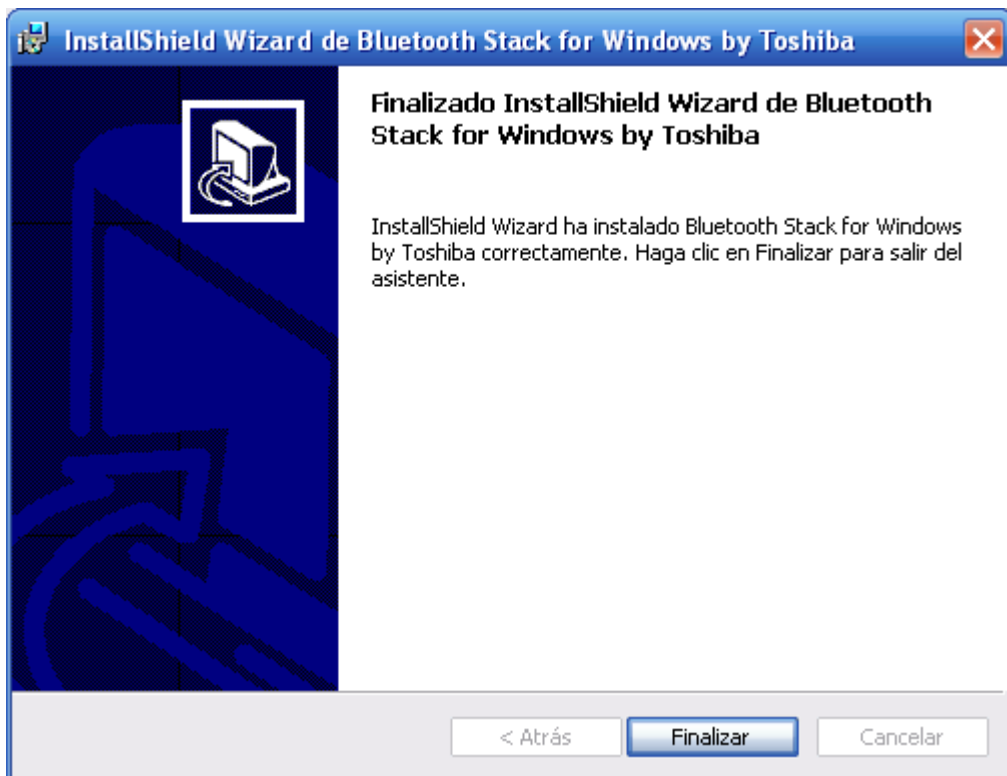 InstallShield Wizard de Bluetooth Stack for Windows by Toshiba
Finalizado InstallShield Wizard de Bluetooth
Stack for Windows by Toshiba
InstallShield Wizard ha instalado Bluetooth Stack for Windows
by Toshiba correctamente. Haga clic en Finalizar para salir del
asistente.
< Atrás
Finalizar
Cancelar